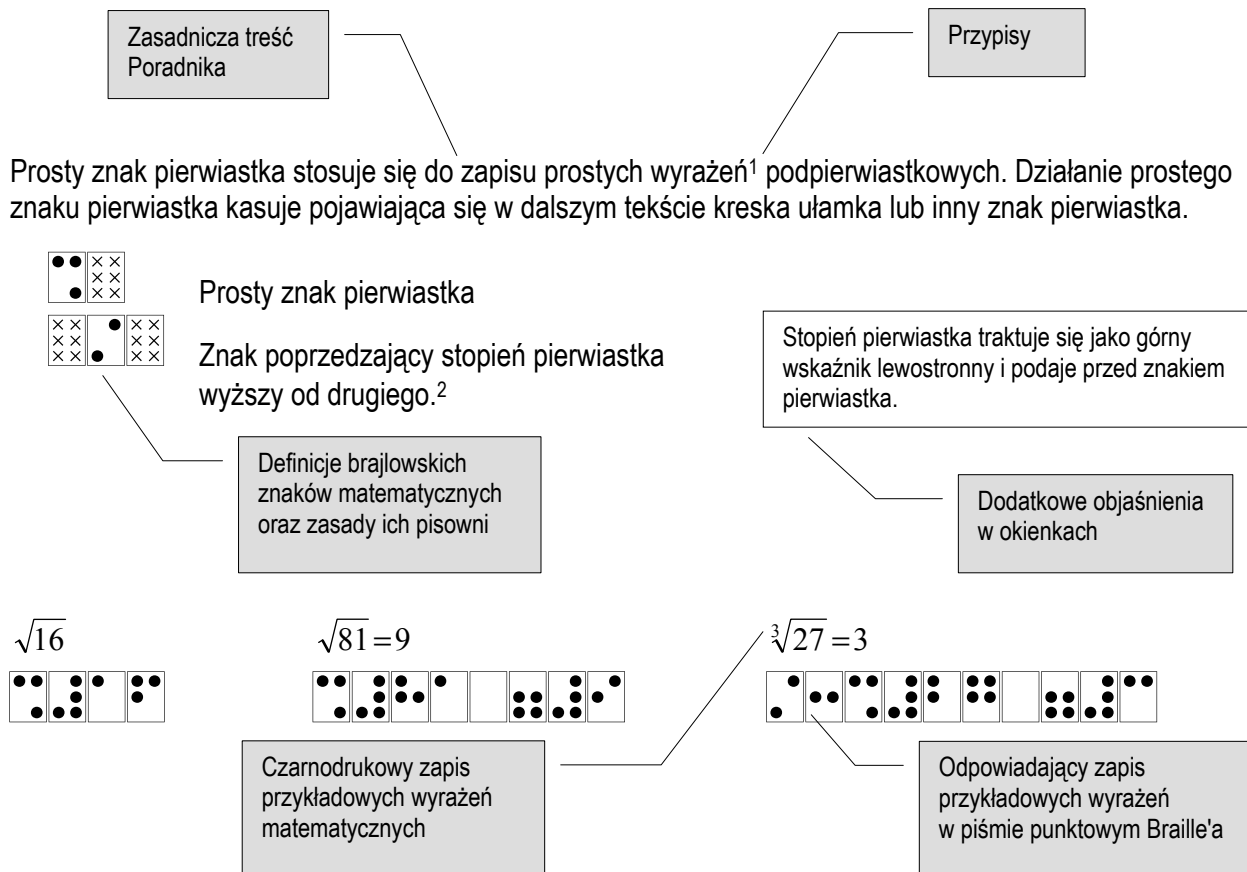 Zasadnicza treść
Poradnika
Przypisy
Prosty znak pierwiastka stosuje się do zapisu prostych wyrażeń¹ podpierwiastkowych. Działanie prostego
znaku pierwiastka kasuje pojawiająca się w dalszym tekście kreska ułamka lub inny znak pierwiastka.
⠩⠿
Prosty znak pierwiastka
⠿⠌⠿
Znak poprzedzający stopień pierwiastka
wyższy od drugiego.²
Stopień pierwiastka traktuje się jako górny
wskaźnik lewostronny i podaje przed znakiem
pierwiastka.
Definicje brajlowskich
znaków matematycznych
oraz zasady ich pisowni
Dodatkowe objaśnienia
w okienkach
√16
√81=9
∛27=3
⠩⠼⠁⠋
⠩⠼⠓⠁⠀⠶⠼⠊
⠌⠒⠩⠼⠃⠛⠀⠶⠼⠉
Czarnodrukowy zapis
przykładowych wyrażeń
matematycznych
Odpowiadający zapis
przykładowych wyrażeń
w piśmie punktowym Braille'a